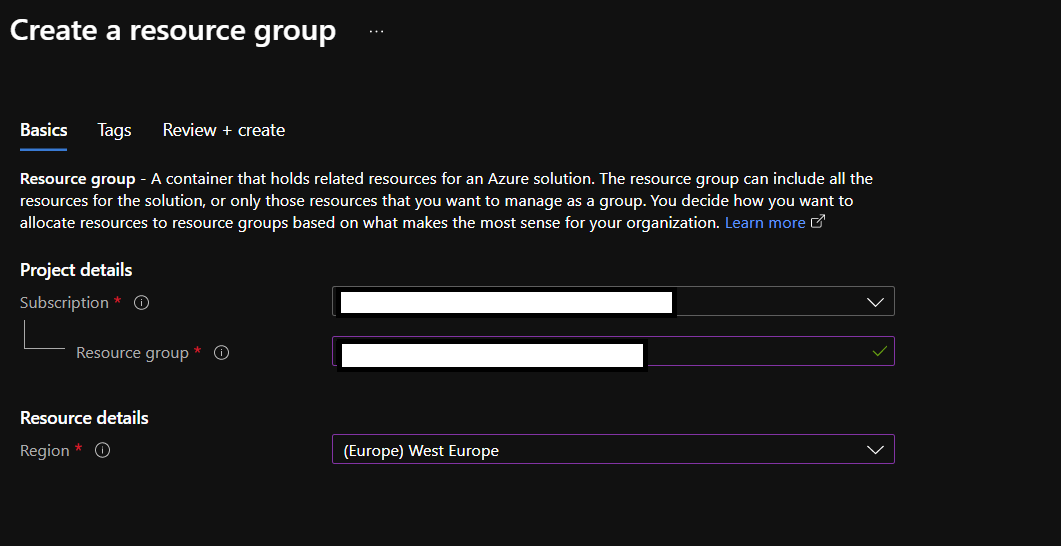 Create a resource group ...
Basics Tags Review + create
Resource group - A container that holds related resources for an Azure solution. The resource group can include all the
resources for the solution, or only those resources that you want to manage as a group. You decide how you want to
allocate resources to resource groups based on what makes the most sense for your organization. Learn more
Project details
Subscription *
Resource group *
Resource details
Region * (Europe) West Europe